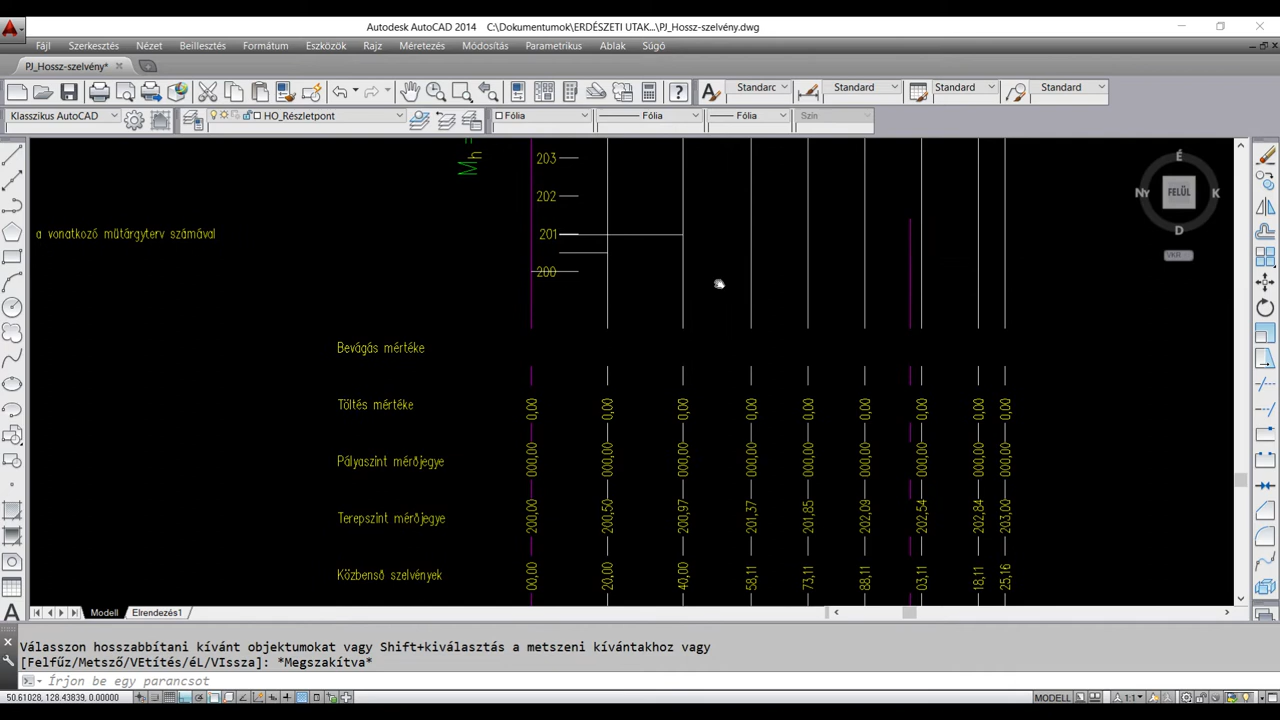 Autodesk AutoCAD 2014 C:\Dokumentumok\ERDÉSZETI UTAK...\PJ_Hossz-szelvény.dwg
Fájl Szerkesztés Nézet Beillesztés Formátum Eszközök Rajz Méretezés Módosítás Parametrikus Ablak Súgó
PJ_Hossz-szelvény*
Standarc Standard Standard Standard
Klasszikus AutoCAD HO_Részletpont Fólia Fólia Fólia Szín
203
Mh =
202
a vonatkozó műtárgyterv számával
201
200
É
NY FELÜL K
D
VKR
Bevágás mértéke
Töltés mértéke 0,00 0,00 0,00 0,00 0,00 0,00 0,00 0,00
Pályaszint mérőjegye 000,00 000,00 000,00 000,00 000,00 000,00 000,00 000,00 000,00
Terepszint mérőjegye 200,00 200,50 200,97 201,37 201,85 202,09 202,54 202,84 203,00
Közbenső szelvények 00,00 20,00 40,00 58,11 73,11 88,11 03,11 18,11 25,16
Modell Elrendezés1
Válasszon hosszabbítani kívánt objektumokat vagy Shift+kiválasztás a metszeni kívántakhoz vagy
[Felfűz/Metsző/VEtítés/éL/VIssza]: *Megszakítva*
Írjon be egy parancsot
50.61028, 128.43839, 0.00000 MODELL 1:1